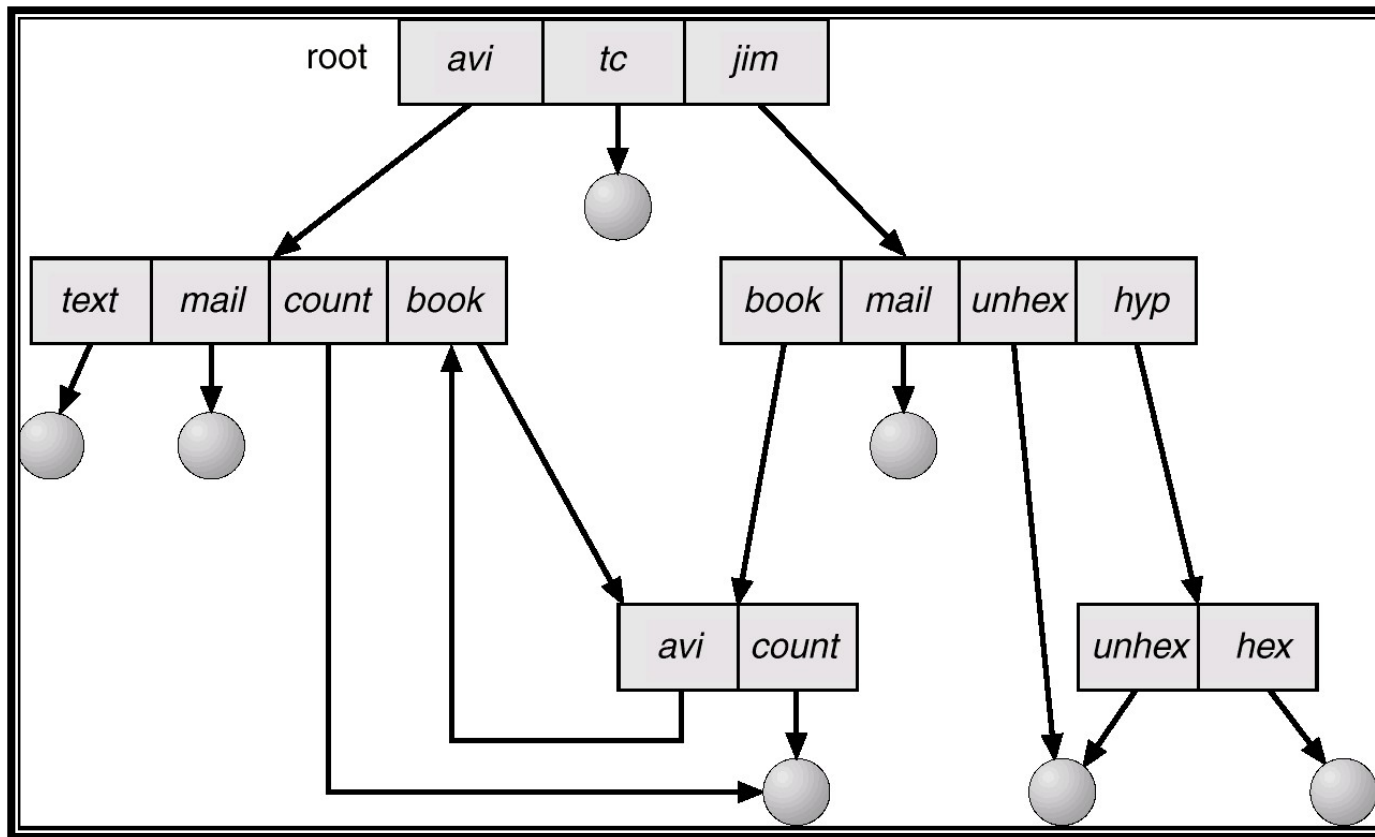 root avi tc jim
text mail count book book mail unhex hyp
avi count unhex hex